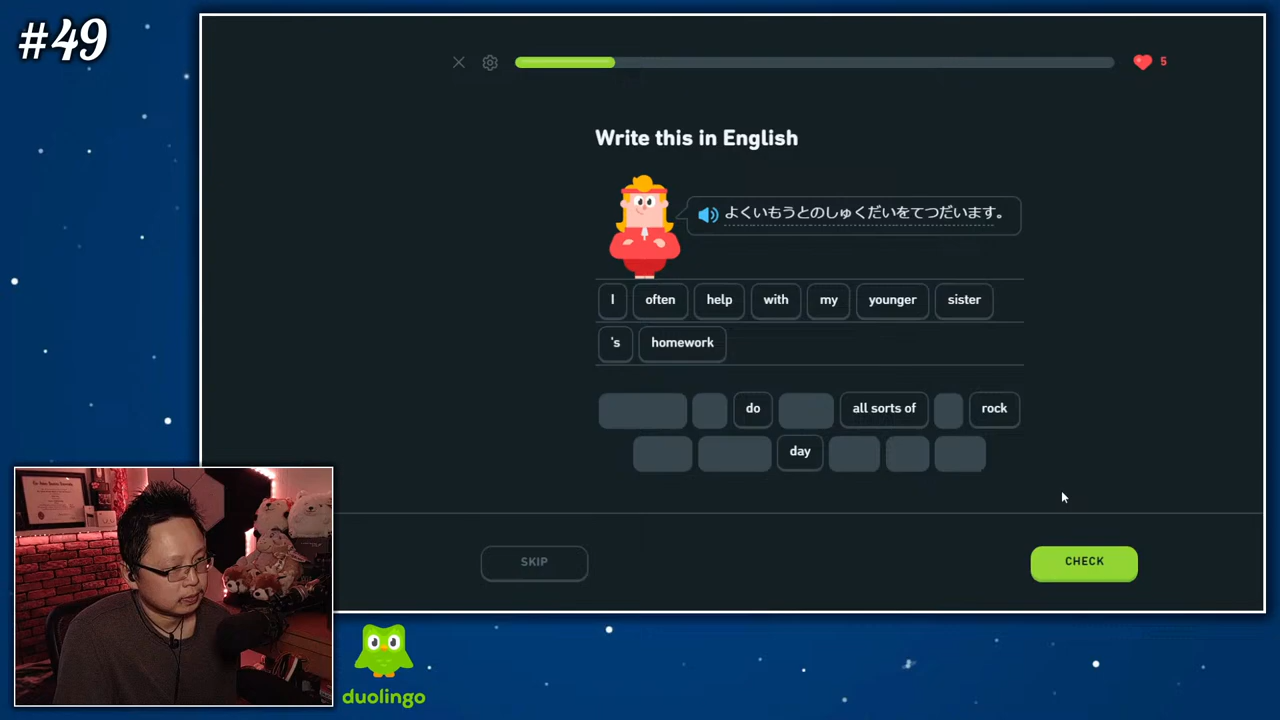 #49
5
Write this in English
よくいもうとのしゅくだいをてつだいます。
I often help with my younger sister
's homework
do all sorts of rock
day
SKIP CHECK
duolingo